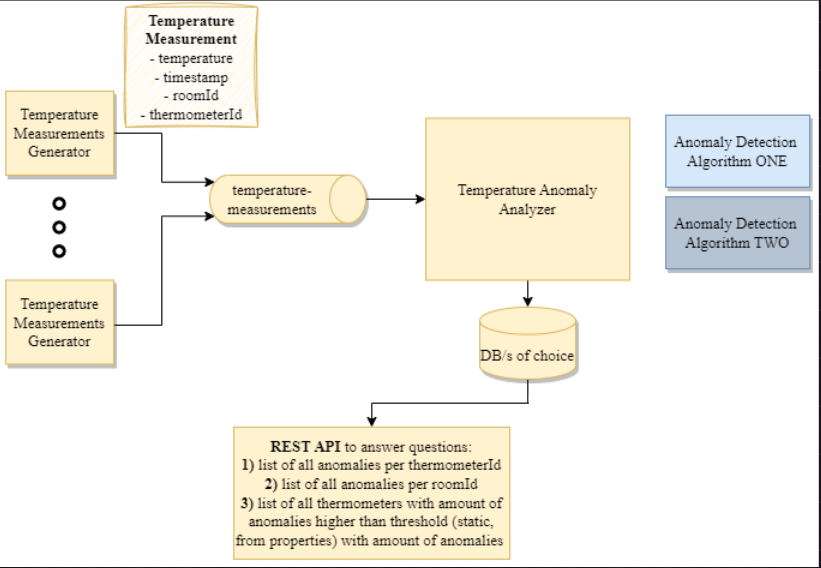 Temperature
Measurement
- temperature
- timestamp
- roomId
- thermometerId
Temperature
Measurements
Generator
temperature-
measurements
Temperature Anomaly
Analyzer
Anomaly Detection
Algorithm ONE
Anomaly Detection
Algorithm TWO
Temperature
Measurements
Generator
DB/s of choice
REST API to answer questions:
1) list of all anomalies per thermometerId
2) list of all anomalies per roomId
3) list of all thermometers with amount of
anomalies higher than threshold (static,
from properties) with amount of anomalies